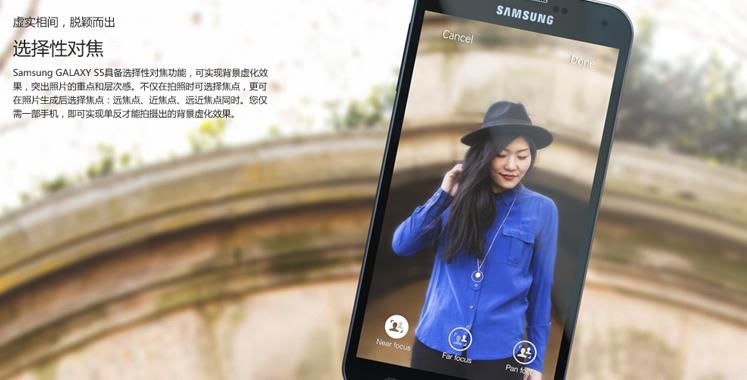 虚实相间，脱颖而出
选择性对焦
Samsung GALAXY S5具备选择性对焦功能，可实现背景虚化效
果，突出照片的重点和层次感。不仅在拍照时可选择焦点，更可
在照片生成后选择焦点：远焦点、近焦点、远近焦点同时。您仅
需一部手机，即可实现单反才能拍摄出的背景虚化效果。
SAMSUNG
Cancel
Done
Near focus
Far focus
Pan focus